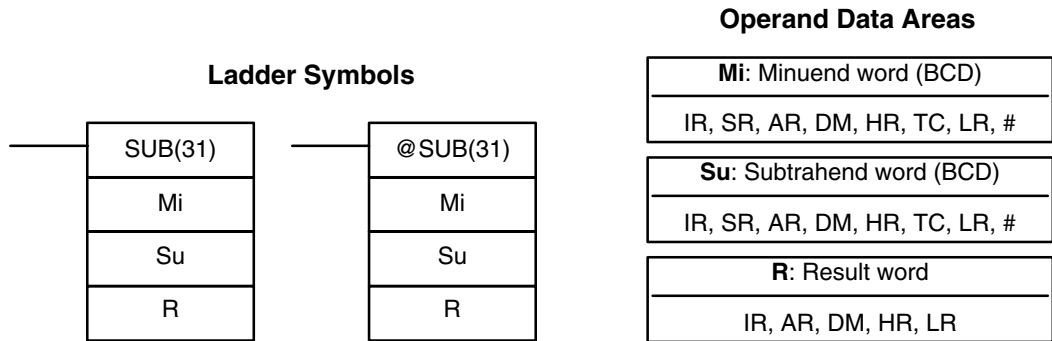 Ladder Symbols
SUB(31)
Mi
Su
R
@SUB(31)
Mi
Su
R
Operand Data Areas
Mi: Minuend word (BCD)
IR, SR, AR, DM, HR, TC, LR, #
Su: Subtrahend word (BCD)
IR, SR, AR, DM, HR, TC, LR, #
R: Result word
IR, AR, DM, HR, LR